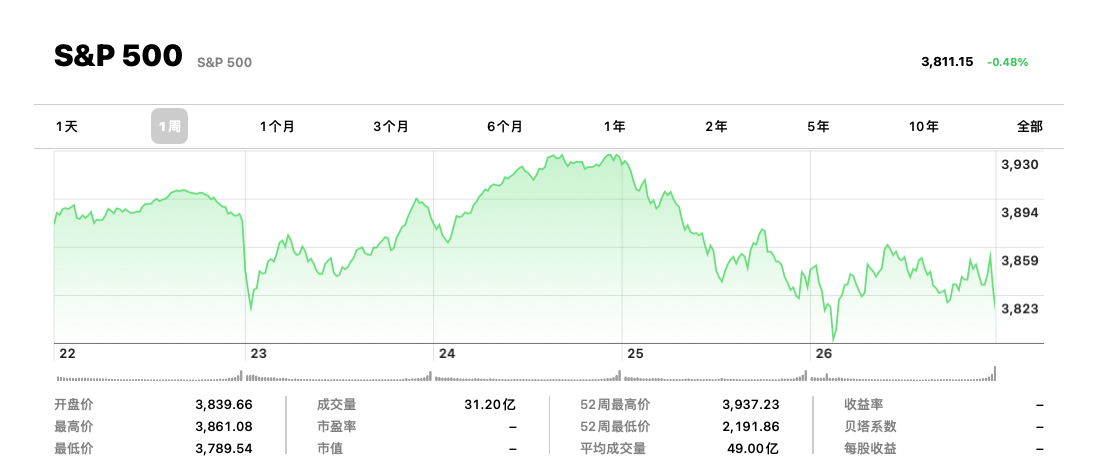 S&P 500 S&P 500 3,811.15 -0.48%
1天 1周 1个月 3个月 6个月 1年 2年 5年 10年 全部
3,930
3,894
3,859
3,823
22 23 24 25 26
开盘价 3,839.66 成交量 31.20亿 52周最高价 3,937.23 收益率 –
最高价 3,861.08 市盈率 – 52周最低价 2,191.86 贝塔系数 –
最低价 3,789.54 市值 – 平均成交量 49.00亿 每股收益 –